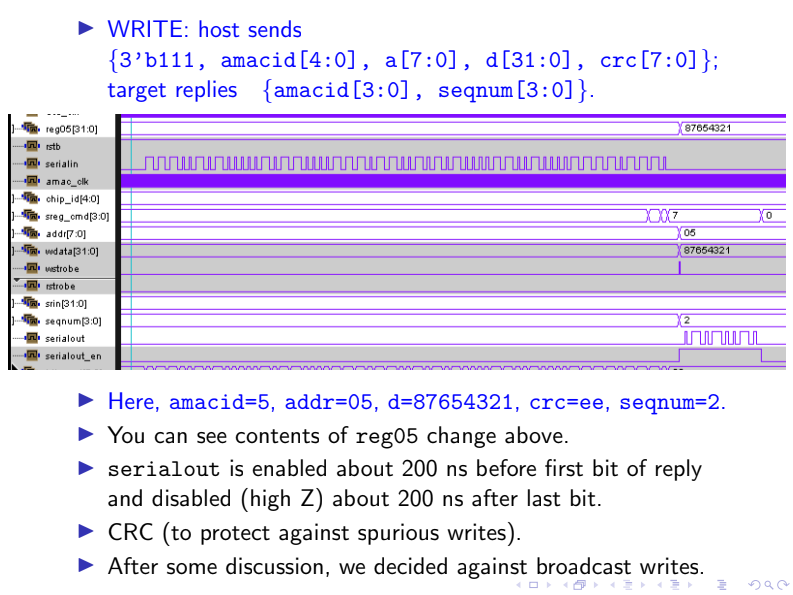 WRITE: host sends
{3’b111, amacid[4:0], a[7:0], d[31:0], crc[7:0]};
target replies {amacid[3:0], seqnum[3:0]}.
reg05[31:0] 87654321
rstb
serialin
amac_clk
chip_id[4:0]
sreg_cmd[3:0] 7 0
addr[7:0] 05
wdata[31:0] 87654321
wstrobe
rstrobe
srin[31:0]
seqnum[3:0] 2
serialout
serialout_en
Here, amacid=5, addr=05, d=87654321, crc=ee, seqnum=2.
You can see contents of reg05 change above.
serialout is enabled about 200 ns before first bit of reply
and disabled (high Z) about 200 ns after last bit.
CRC (to protect against spurious writes).
After some discussion, we decided against broadcast writes.